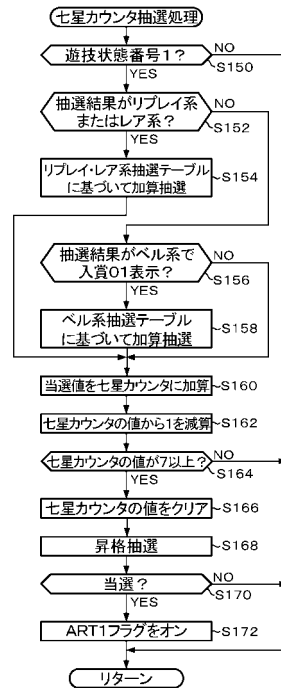 七星カウンタ抽選処理
遊技状態番号1?
NO
S150
YES
抽選結果がリプレイ系
またはレア系?
NO
S152
YES
リプレイ・レア系抽選テーブル
に基づいて加算抽選
S154
抽選結果がベル系で
入賞01表示?
NO
S156
YES
ベル系抽選テーブル
に基づいて加算抽選
S158
当選値を七星カウンタに加算
S160
七星カウンタの値から1を減算
S162
七星カウンタの値が7以上?
NO
S164
YES
七星カウンタの値をクリア
S166
昇格抽選
S168
当選?
NO
S170
YES
ART1フラグをオン
S172
リターン